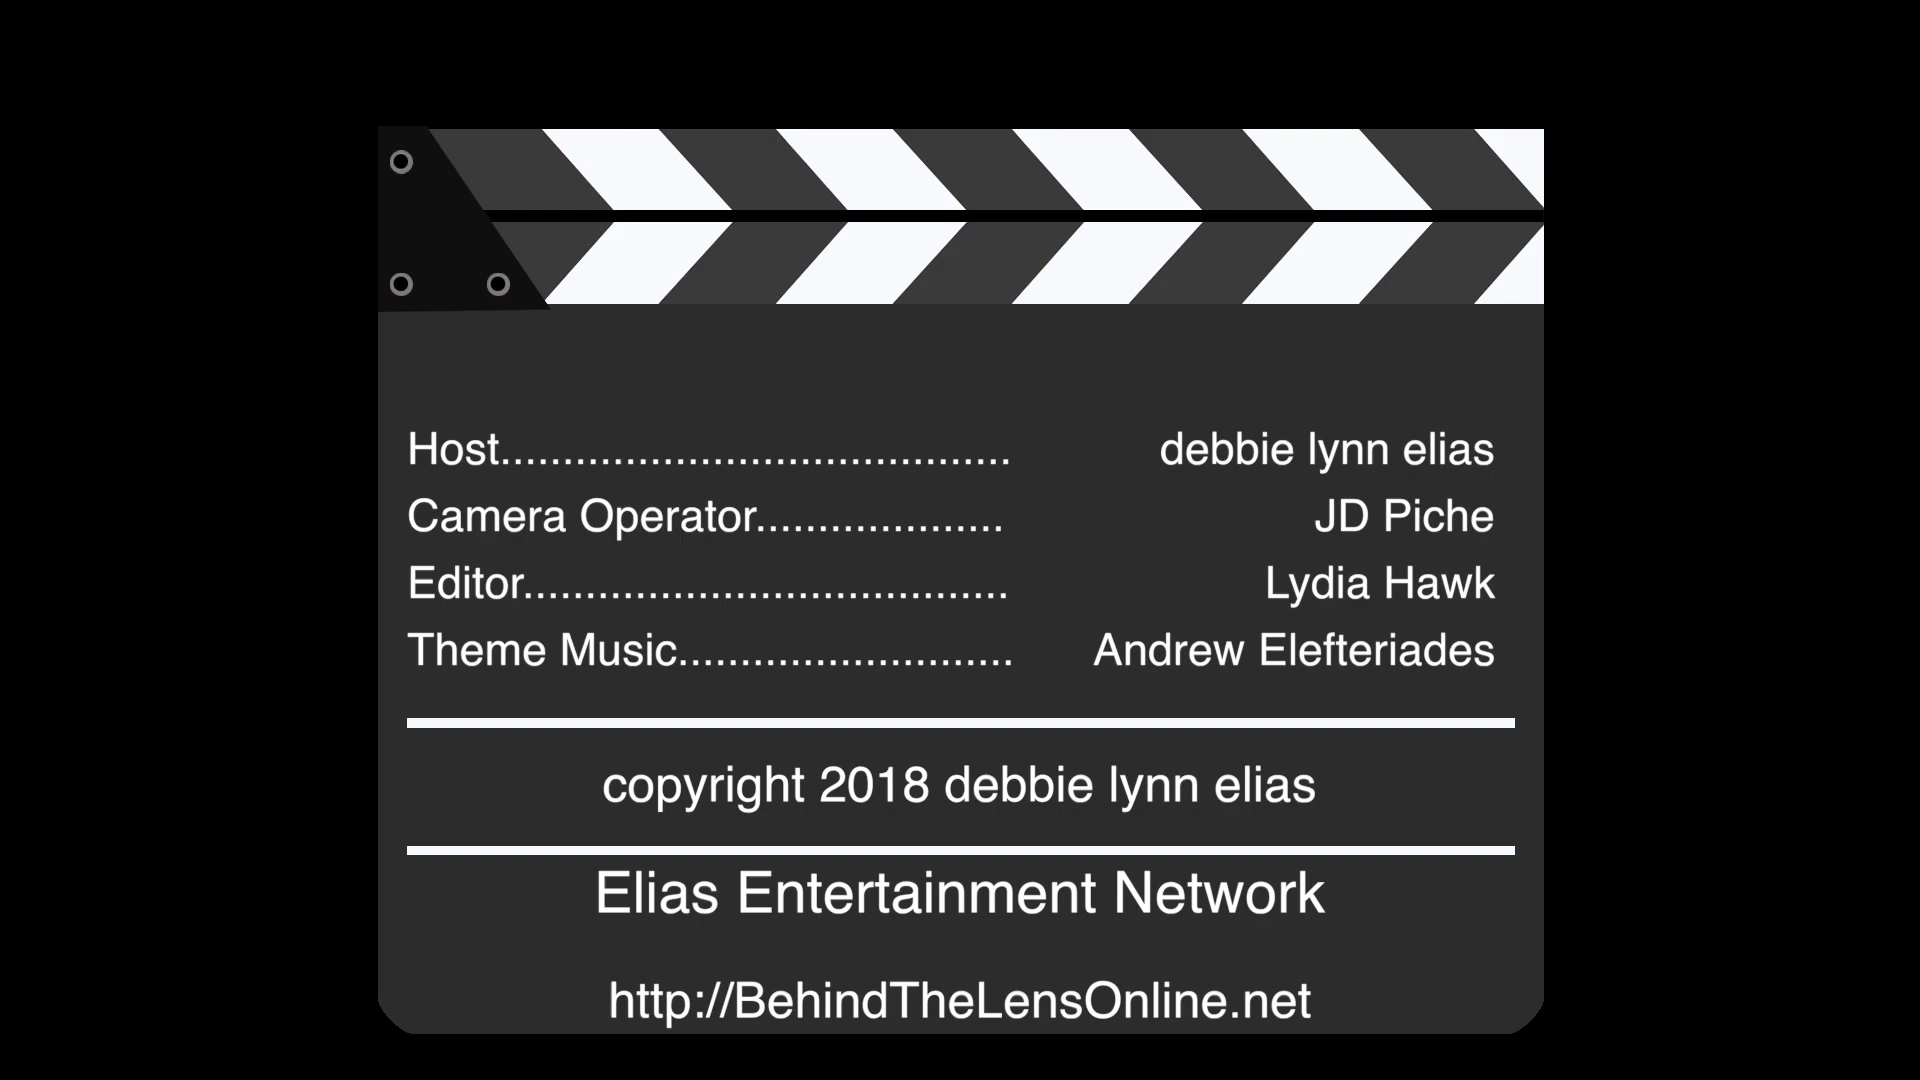 Host......................................... debbie lynn elias
Camera Operator.................... JD Piche
Editor....................................... Lydia Hawk
Theme Music........................... Andrew Elefteriades
copyright 2018 debbie lynn elias
Elias Entertainment Network
http://BehindTheLensOnline.net